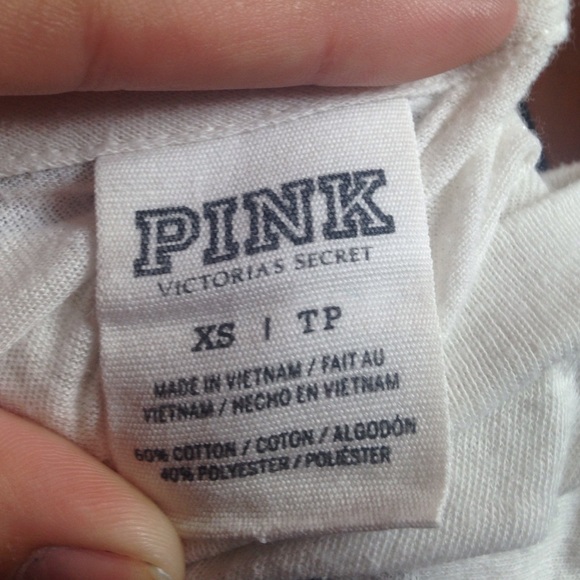 PINK
VICTORIA'S SECRET
XS | TP
MADE IN VIETNAM / FAIT AU
VIETNAM / HECHO EN VIETNAM
60% COTTON / COTON / ALGODÓN
40% POLYESTER / POLIÉSTER